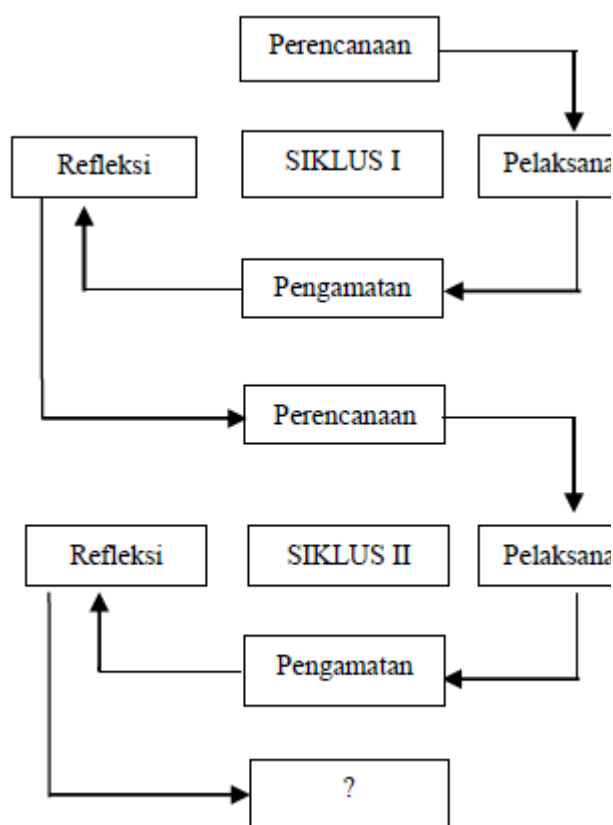 Perencanaan
Refleksi
SIKLUS I
Pelaksana
Pengamatan
Perencanaan
Refleksi
SIKLUS II
Pelaksana
Pengamatan
?